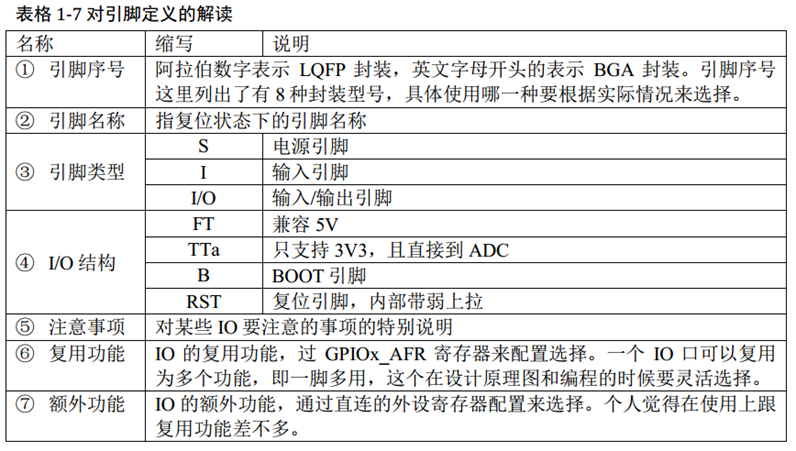 表格 1-7 对引脚定义的解读
名称 缩写 说明
① 引脚序号 阿拉伯数字表示 LQFP 封装，英文字母开头的表示 BGA 封装。引脚序号
这里列出了有 8 种封装型号，具体使用哪一种要根据实际情况来选择。
② 引脚名称 指复位状态下的引脚名称
③ 引脚类型 S 电源引脚
I 输入引脚
I/O 输入/输出引脚
④ I/O 结构 FT 兼容 5V
TTa 只支持 3V3，且直接到 ADC
B BOOT 引脚
RST 复位引脚，内部带弱上拉
⑤ 注意事项 对某些 IO 要注意的事项的特别说明
⑥ 复用功能 IO 的复用功能，过 GPIOx_AFR 寄存器来配置选择。一个 IO 口可以复用
为多个功能，即一脚多用，这个在设计原理图和编程的时候要灵活选择。
⑦ 额外功能 IO 的额外功能，通过直连的外设寄存器配置来选择。个人觉得在使用上跟
复用功能差不多。